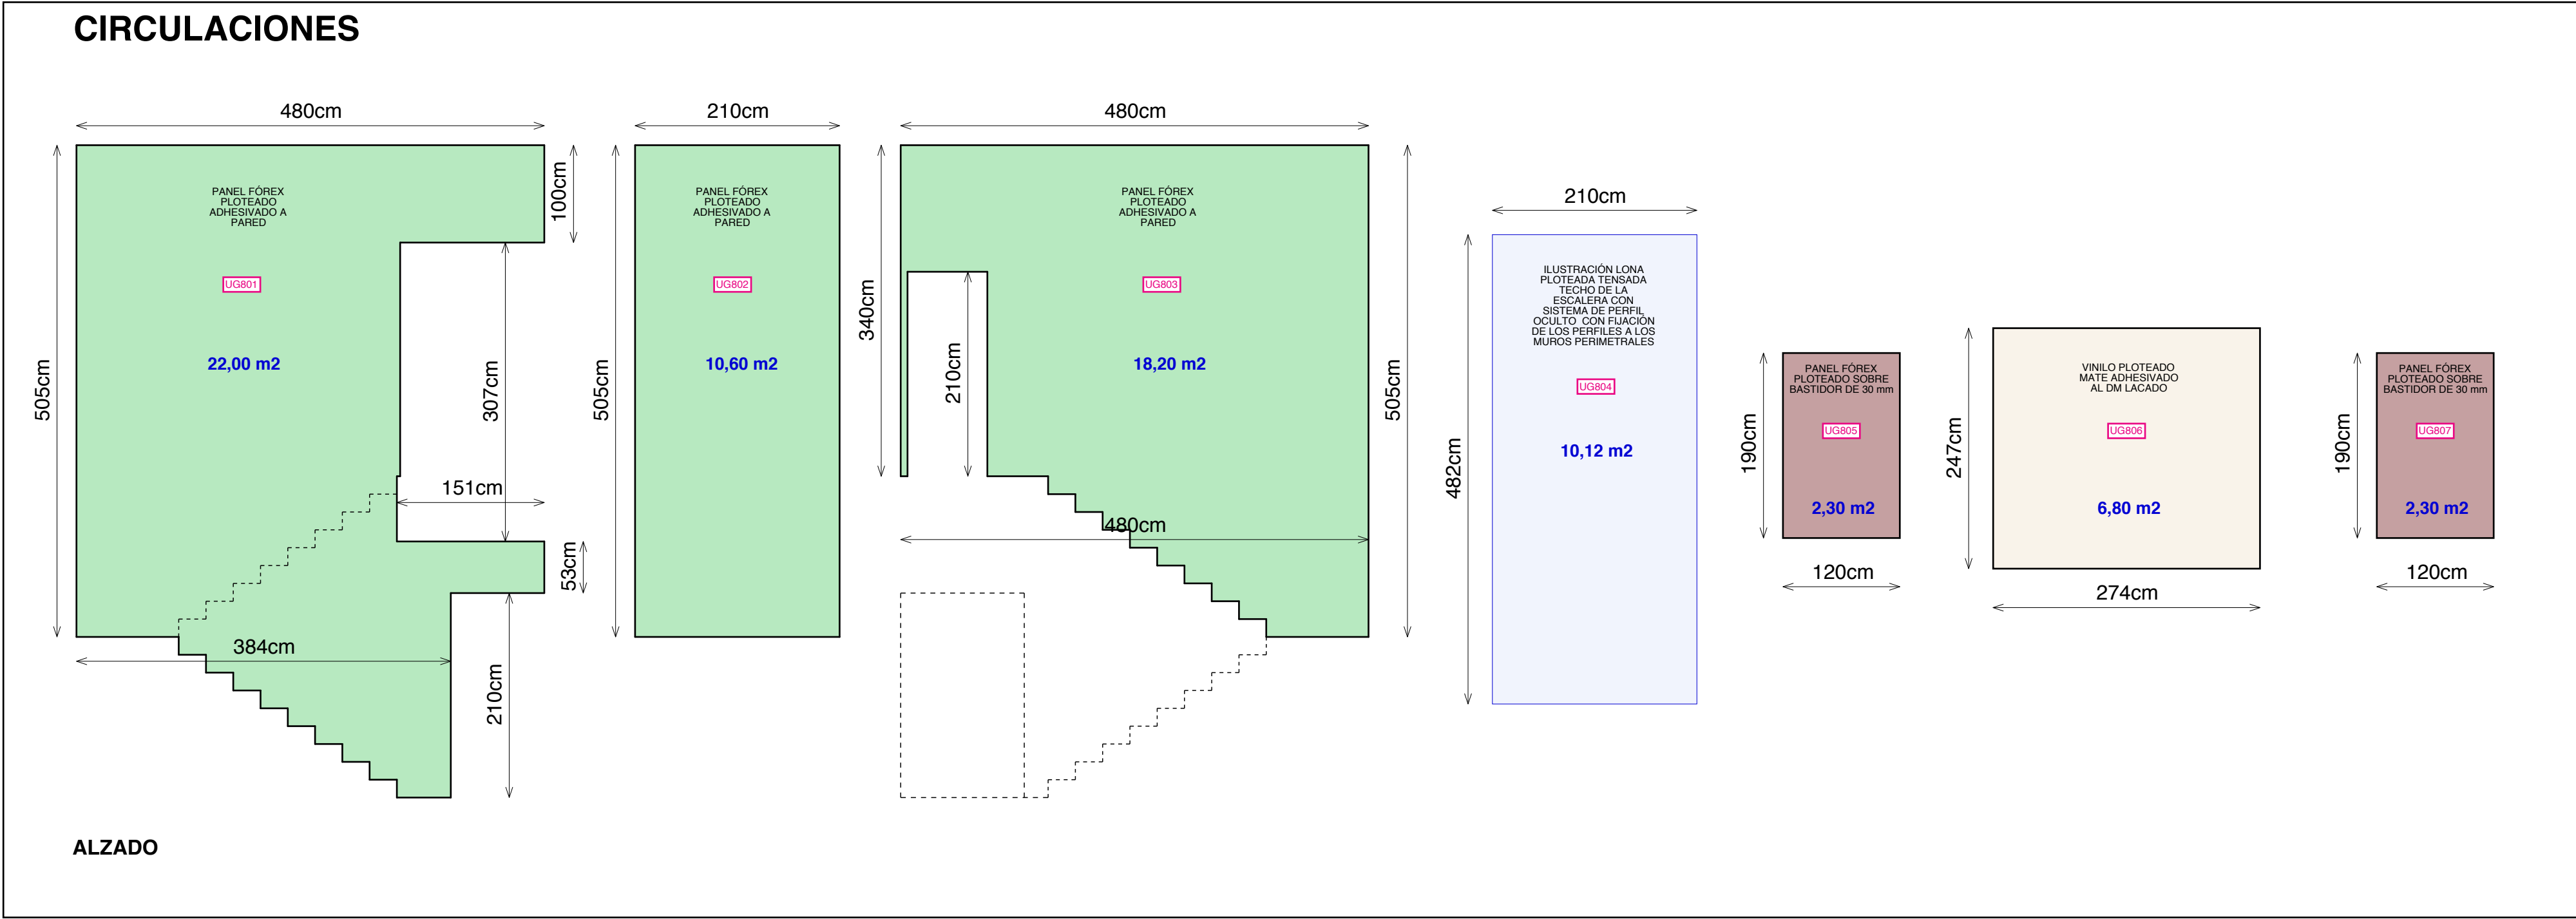 CIRCULACIONES
480cm
505cm
100cm
PANEL FÓREX
PLOTEADO
ADHESIVADO A
PARED
UG801
22,00 m2
307cm
151cm
53cm
384cm
210cm
210cm
505cm
PANEL FÓREX
PLOTEADO
ADHESIVADO A
PARED
UG802
10,60 m2
480cm
340cm
PANEL FÓREX
PLOTEADO
ADHESIVADO A
PARED
UG803
18,20 m2
210cm
505cm
480cm
210cm
482cm
ILUSTRACIÓN LONA
PLOTEADA TENSADA
TECHO DE LA
ESCALERA CON
SISTEMA DE PERFIL
OCULTO  CON FIJACIÓN
DE LOS PERFILES A LOS
MUROS PERIMETRALES
UG804
10,12 m2
190cm
PANEL FÓREX
PLOTEADO SOBRE
BASTIDOR DE 30 mm
UG805
2,30 m2
120cm
247cm
VINILO PLOTEADO
MATE ADHESIVADO
AL DM LACADO
UG806
6,80 m2
274cm
190cm
PANEL FÓREX
PLOTEADO SOBRE
BASTIDOR DE 30 mm
UG807
2,30 m2
120cm
ALZADO